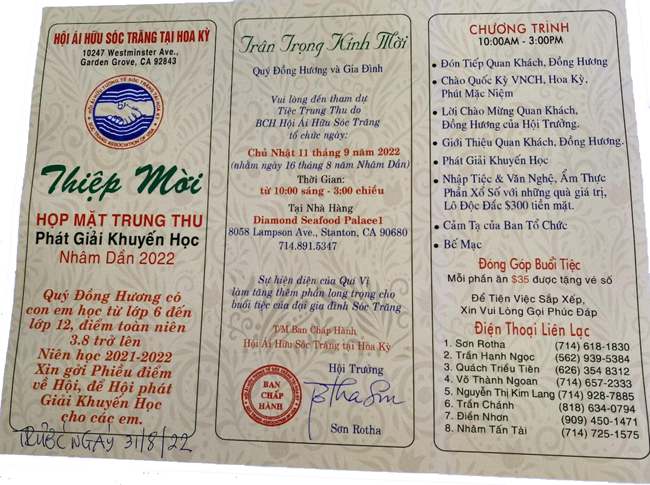 HỘI ÁI HỮU SÓC TRĂNG TẠI HOA KỲ
10247 Westminster Ave.,
Garden Grove, CA 92843
HỘI ÁI HỮU TƯƠNG TẾ SÓC TRĂNG TẠI HOA KỲ
SOC TRANG ASSOCIATION OF USA
Thiệp Mời
HỌP MẶT TRUNG THU
Phát Giải Khuyến Học
Nhâm Dần 2022
Quý Đồng Hương có
con em học từ lớp 6 đến
lớp 12, điểm toàn niên
3.8 trở lên
Niên học 2021-2022
Xin gởi Phiếu điểm
về Hội, để Hội phát
Giải Khuyến Học
cho các em.
TRƯỚC NGÀY 31/8/22
Trân Trọng Kính Mời
Quý Đồng Hương và Gia Đình
Vui lòng đến tham dự
Tiệc Trung Thu do
BCH Hội Ái Hữu Sóc Trăng
tổ chức ngày:
Chủ Nhật 11 tháng 9 năm 2022
(nhằm ngày 16 tháng 8 năm Nhâm Dần)
Thời Gian:
từ 10:00 sáng - 3:00 chiều
Tại Nhà Hàng
Diamond Seafood Palace1
8058 Lampson Ave., Stanton, CA 90680
714.891.5347
Sự hiện diện của Quí Vị
làm tăng thêm phần long trọng cho
buổi tiệc của đại gia đình Sóc Trăng
T/M Ban Chấp Hành
Hội Ái Hữu Sóc Trăng tại Hoa Kỳ
Hội Trưởng
BAN
CHẤP
HÀNH
Sơn Rotha
CHƯƠNG TRÌNH
10:00AM - 3:00PM
• Đón Tiếp Quan Khách, Đồng Hương
• Chào Quốc Kỳ VNCH, Hoa Kỳ,
Phút Mặc Niệm
• Lời Chào Mừng Quan Khách,
Đồng Hương của Hội Trưởng.
• Giới Thiệu Quan Khách, Đồng Hương.
• Phát Giải Khuyến Học
• Nhập Tiệc & Văn Nghệ, Ẩm Thực
Phần Xổ Số với những quà giá trị,
Lô Độc Đắc $300 tiền mặt.
• Cảm Tạ của Ban Tổ Chức
• Bế Mạc
Đóng Góp Buổi Tiệc
Mỗi phần ăn $35 được tặng vé số
Để Tiện Việc Sắp Xếp,
Xin Vui Lòng Gọi Phúc Đáp
Điện Thoại Liên Lạc
1. Sơn Rotha (714) 618-1830
2. Trần Hạnh Ngọc (562) 939-5384
3. Quách Triều Tiên (626) 354 8312
4. Võ Thành Ngoan (714) 657-2333
5. Nguyễn Thị Kim Lang (714) 928-7885
6. Trần Chánh (818) 634-0794
7. Điền Nhơn (909) 450-1471
8. Nhâm Tấn Tài (714) 725-1575